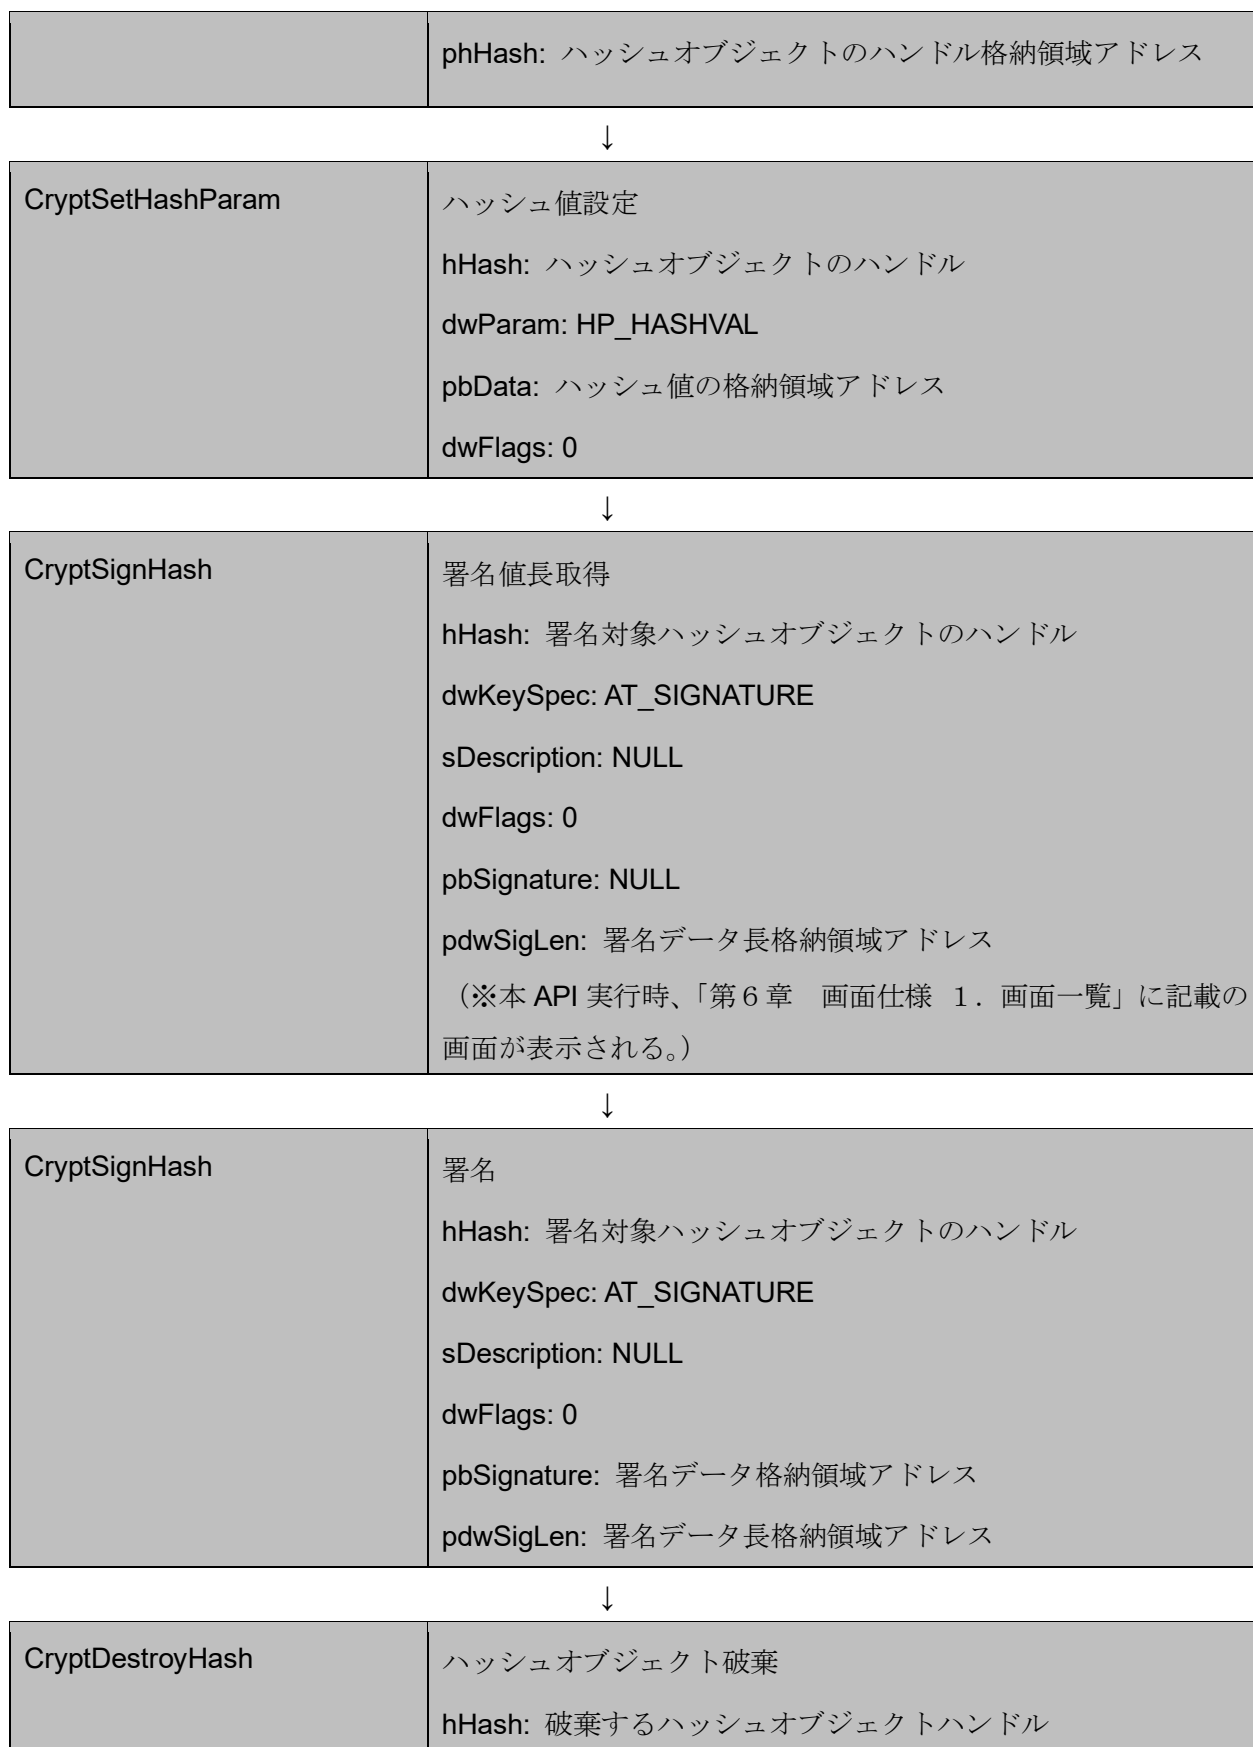 phHash: ハッシュオブジェクトのハンドル格納領域アドレス
↓
CryptSetHashParam
ハッシュ値設定
hHash: ハッシュオブジェクトのハンドル
dwParam: HP_HASHVAL
pbData: ハッシュ値の格納領域アドレス
dwFlags: 0
↓
CryptSignHash
署名値長取得
hHash: 署名対象ハッシュオブジェクトのハンドル
dwKeySpec: AT_SIGNATURE
sDescription: NULL
dwFlags: 0
pbSignature: NULL
pdwSigLen: 署名データ長格納領域アドレス
（※本 API 実行時、「第６章　画面仕様 １．画面一覧」に記載の
画面が表示される。）
↓
CryptSignHash
署名
hHash: 署名対象ハッシュオブジェクトのハンドル
dwKeySpec: AT_SIGNATURE
sDescription: NULL
dwFlags: 0
pbSignature: 署名データ格納領域アドレス
pdwSigLen: 署名データ長格納領域アドレス
↓
CryptDestroyHash
ハッシュオブジェクト破棄
hHash: 破棄するハッシュオブジェクトハンドル